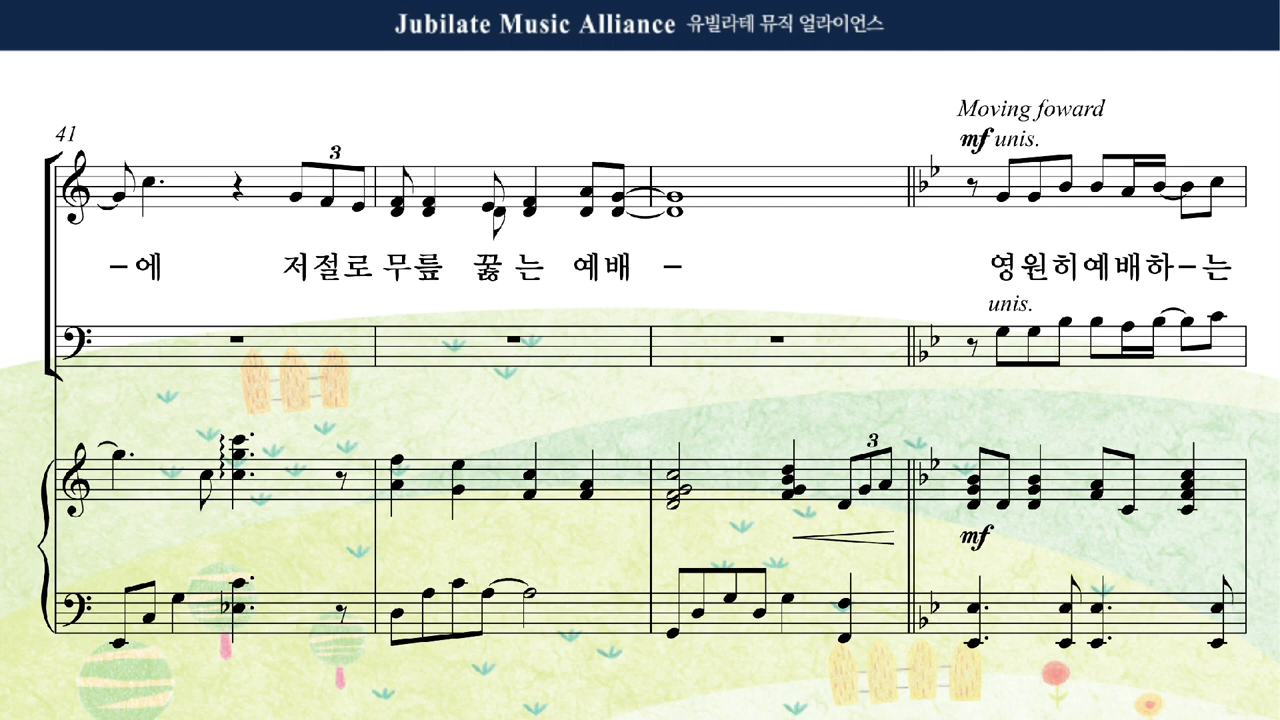 Jubilate Music Alliance 유빌라테 뮤직 얼라이언스
Moving foward
41
mf unis.
3
-에 저절로 무릎 꿇 는 예배 - 영원히예배하-는
unis.
3
mf